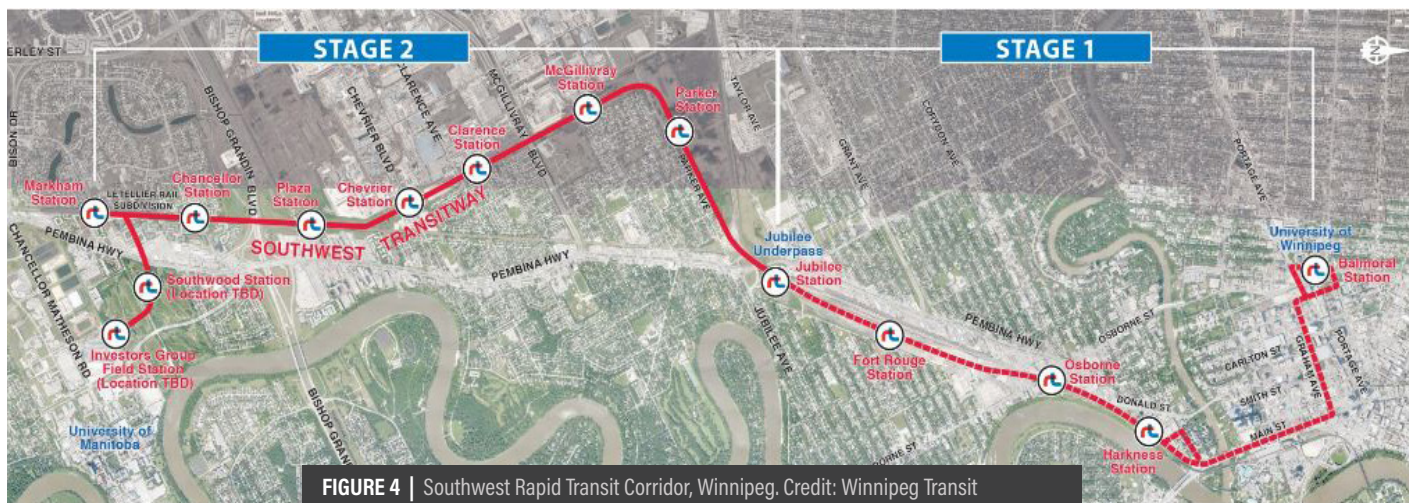 STAGE 2
STAGE 1
ERLEY ST
N
BISON DR
BISHOP GRANDIN BLVD
CHEVRIER BLVD
CLARENCE AVE
MCGILLIVRAY BLVD
TAYLOR AVE
GRANT AVE
CORYDON AVE
PORTAGE AVE
McGillivray
Station
Parker
Station
Clarence
Station
PARKER AVE
Markham
Station
LETELLIER RAIL
SUBDIVISION
Chancellor
Station
Plaza
Station
Chevrier
Station
SOUTHWEST TRANSITWAY
PEMBINA HWY
PEMBINA HWY
CHANCELLOR MATHESON RD
Southwood Station
(Location TBD)
Investors Group
Field Station
(Location TBD)
University of
Manitoba
BISHOP GRAN
Jubilee
Underpass
Jubilee
Station
JUBILEE AVE
Fort Rouge
Station
PEMBINA HWY
OSBORNE ST
Osborne
Station
DONALD ST
CARLTON ST
SMITH ST
GRAHAM AVE
PORTAGE AVE
MAIN ST
University of
Winnipeg
Balmoral
Station
Harkness
Station
BORNE ST
FIGURE 4 | Southwest Rapid Transit Corridor, Winnipeg. Credit: Winnipeg Transit